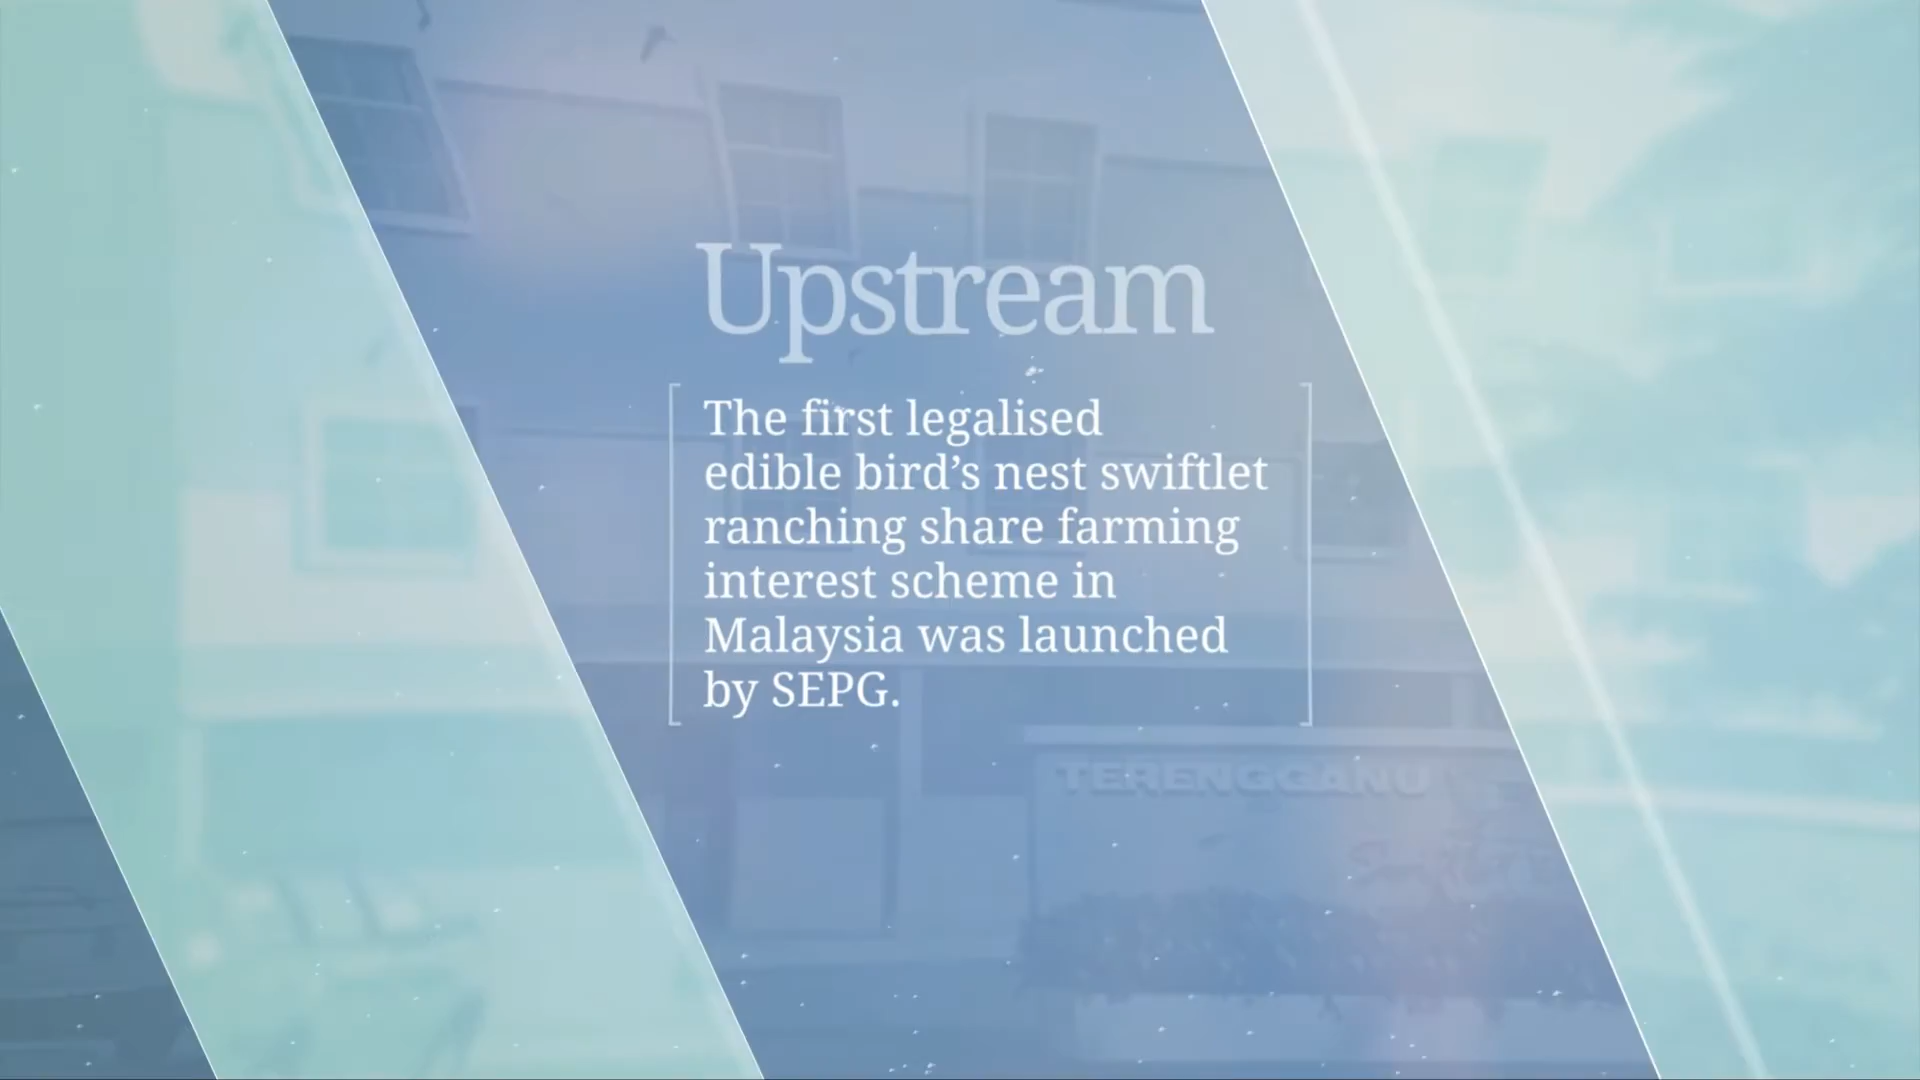 Upstream
The first legalised
edible bird’s nest swiftlet
ranching share farming
interest scheme in
Malaysia was launched
by SEPG.
TERENGGANU